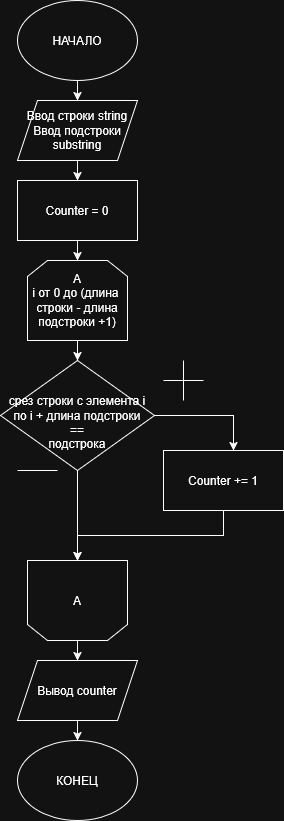 НАЧАЛО
Ввод строки string
Ввод подстроки
substring
Counter = 0
A
i от 0 до (длина
строки - длина
подстроки +1)
срез строки с элемента i
по i + длина подстроки
==
подстрока
Counter += 1
A
Вывод counter
КОНЕЦ